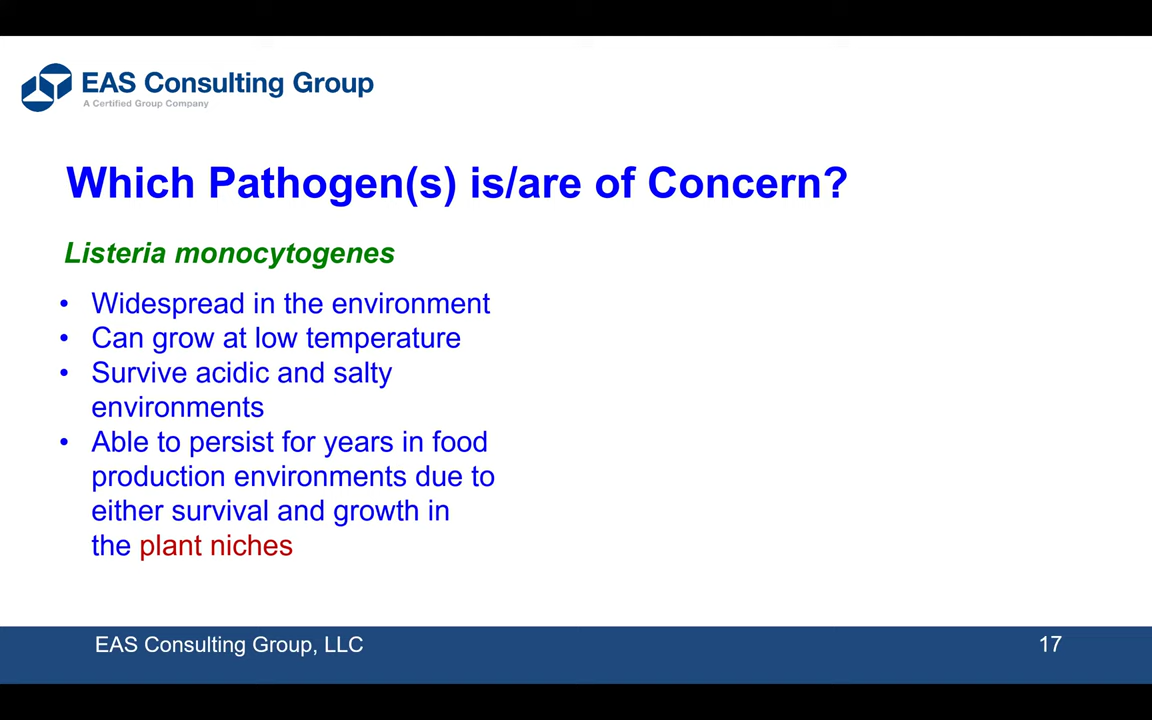 EAS Consulting Group
A Certified Group Company
Which Pathogen(s) is/are of Concern?
Listeria monocytogenes
• Widespread in the environment
• Can grow at low temperature
• Survive acidic and salty
environments
• Able to persist for years in food
production environments due to
either survival and growth in
the plant niches
EAS Consulting Group, LLC
17